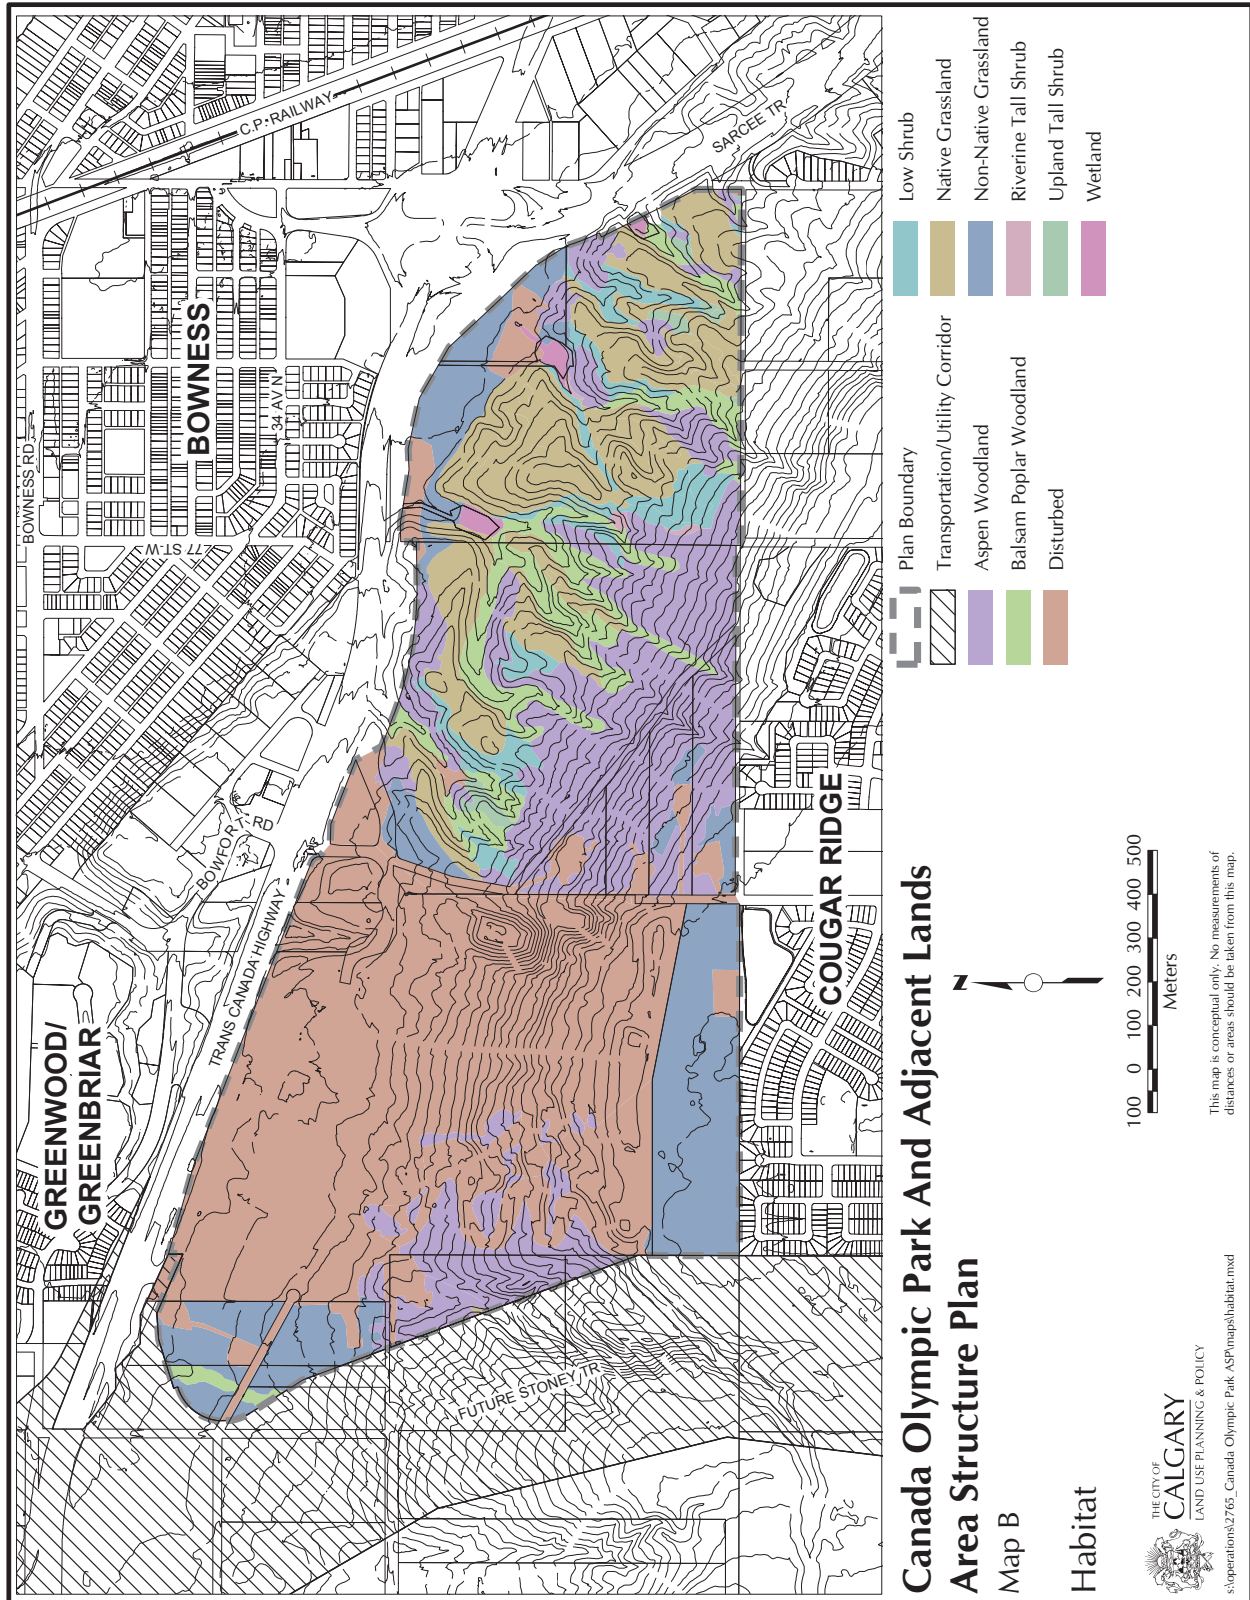 BOWNESS RD
C.P. RAILWAY
BOWNESS
34 AV N
77 ST. W
SARCEE TR
GREENWOOD/
GREENBRIAR
BOWFORT RD
TRANS CANADA HIGHWAY
FUTURE STONEY TR
COUGAR RIDGE
Canada Olympic Park And Adjacent Lands
Area Structure Plan
Map B
Habitat
Plan Boundary
Transportation/Utility Corridor
Aspen Woodland
Balsam Poplar Woodland
Disturbed
Low Shrub
Native Grassland
Non-Native Grassland
Riverine Tall Shrub
Upland Tall Shrub
Wetland
N
100 0 100 200 300 400 500
Meters
This map is conceptual only. No measurements of
distances or areas should be taken from this map.
THE CITY OF
CALGARY
LAND USE PLANNING & POLICY
s:\operations\2765_Canada Olympic Park ASP\maps\habitat.mxd